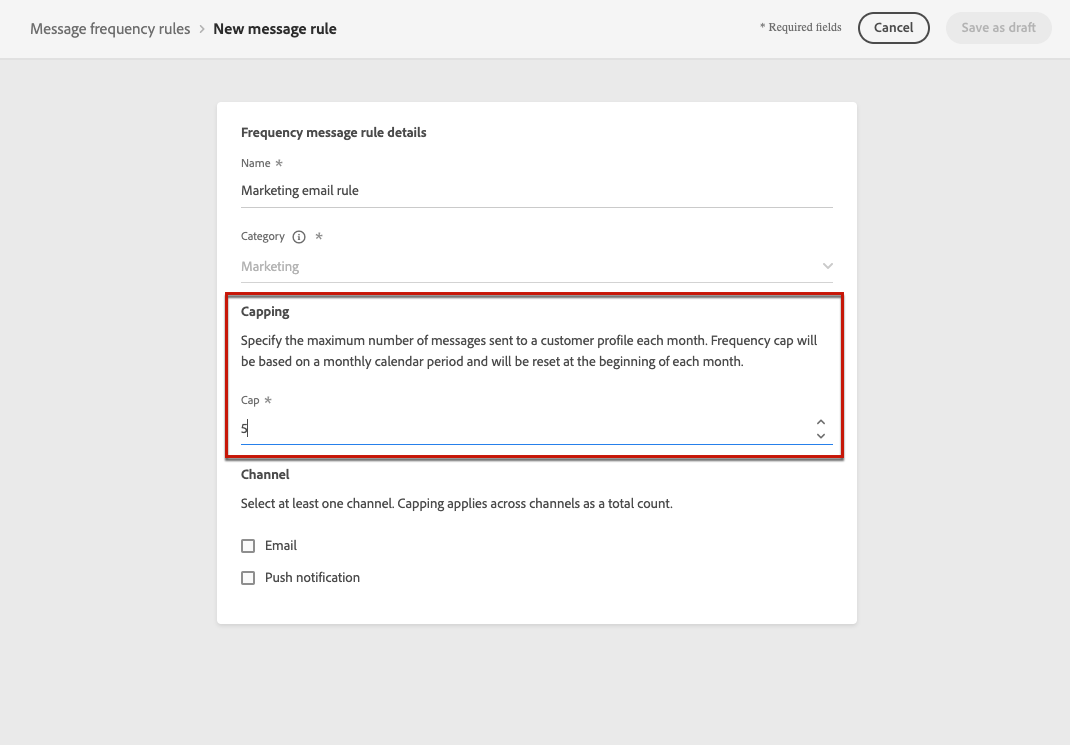 Message frequency rules > New message rule
* Required fields
Cancel
Save as draft
Frequency message rule details
Name *
Marketing email rule
Category *
Marketing
Capping
Specify the maximum number of messages sent to a customer profile each month. Frequency cap will
be based on a monthly calendar period and will be reset at the beginning of each month.
Cap *
5
Channel
Select at least one channel. Capping applies across channels as a total count.
Email
Push notification